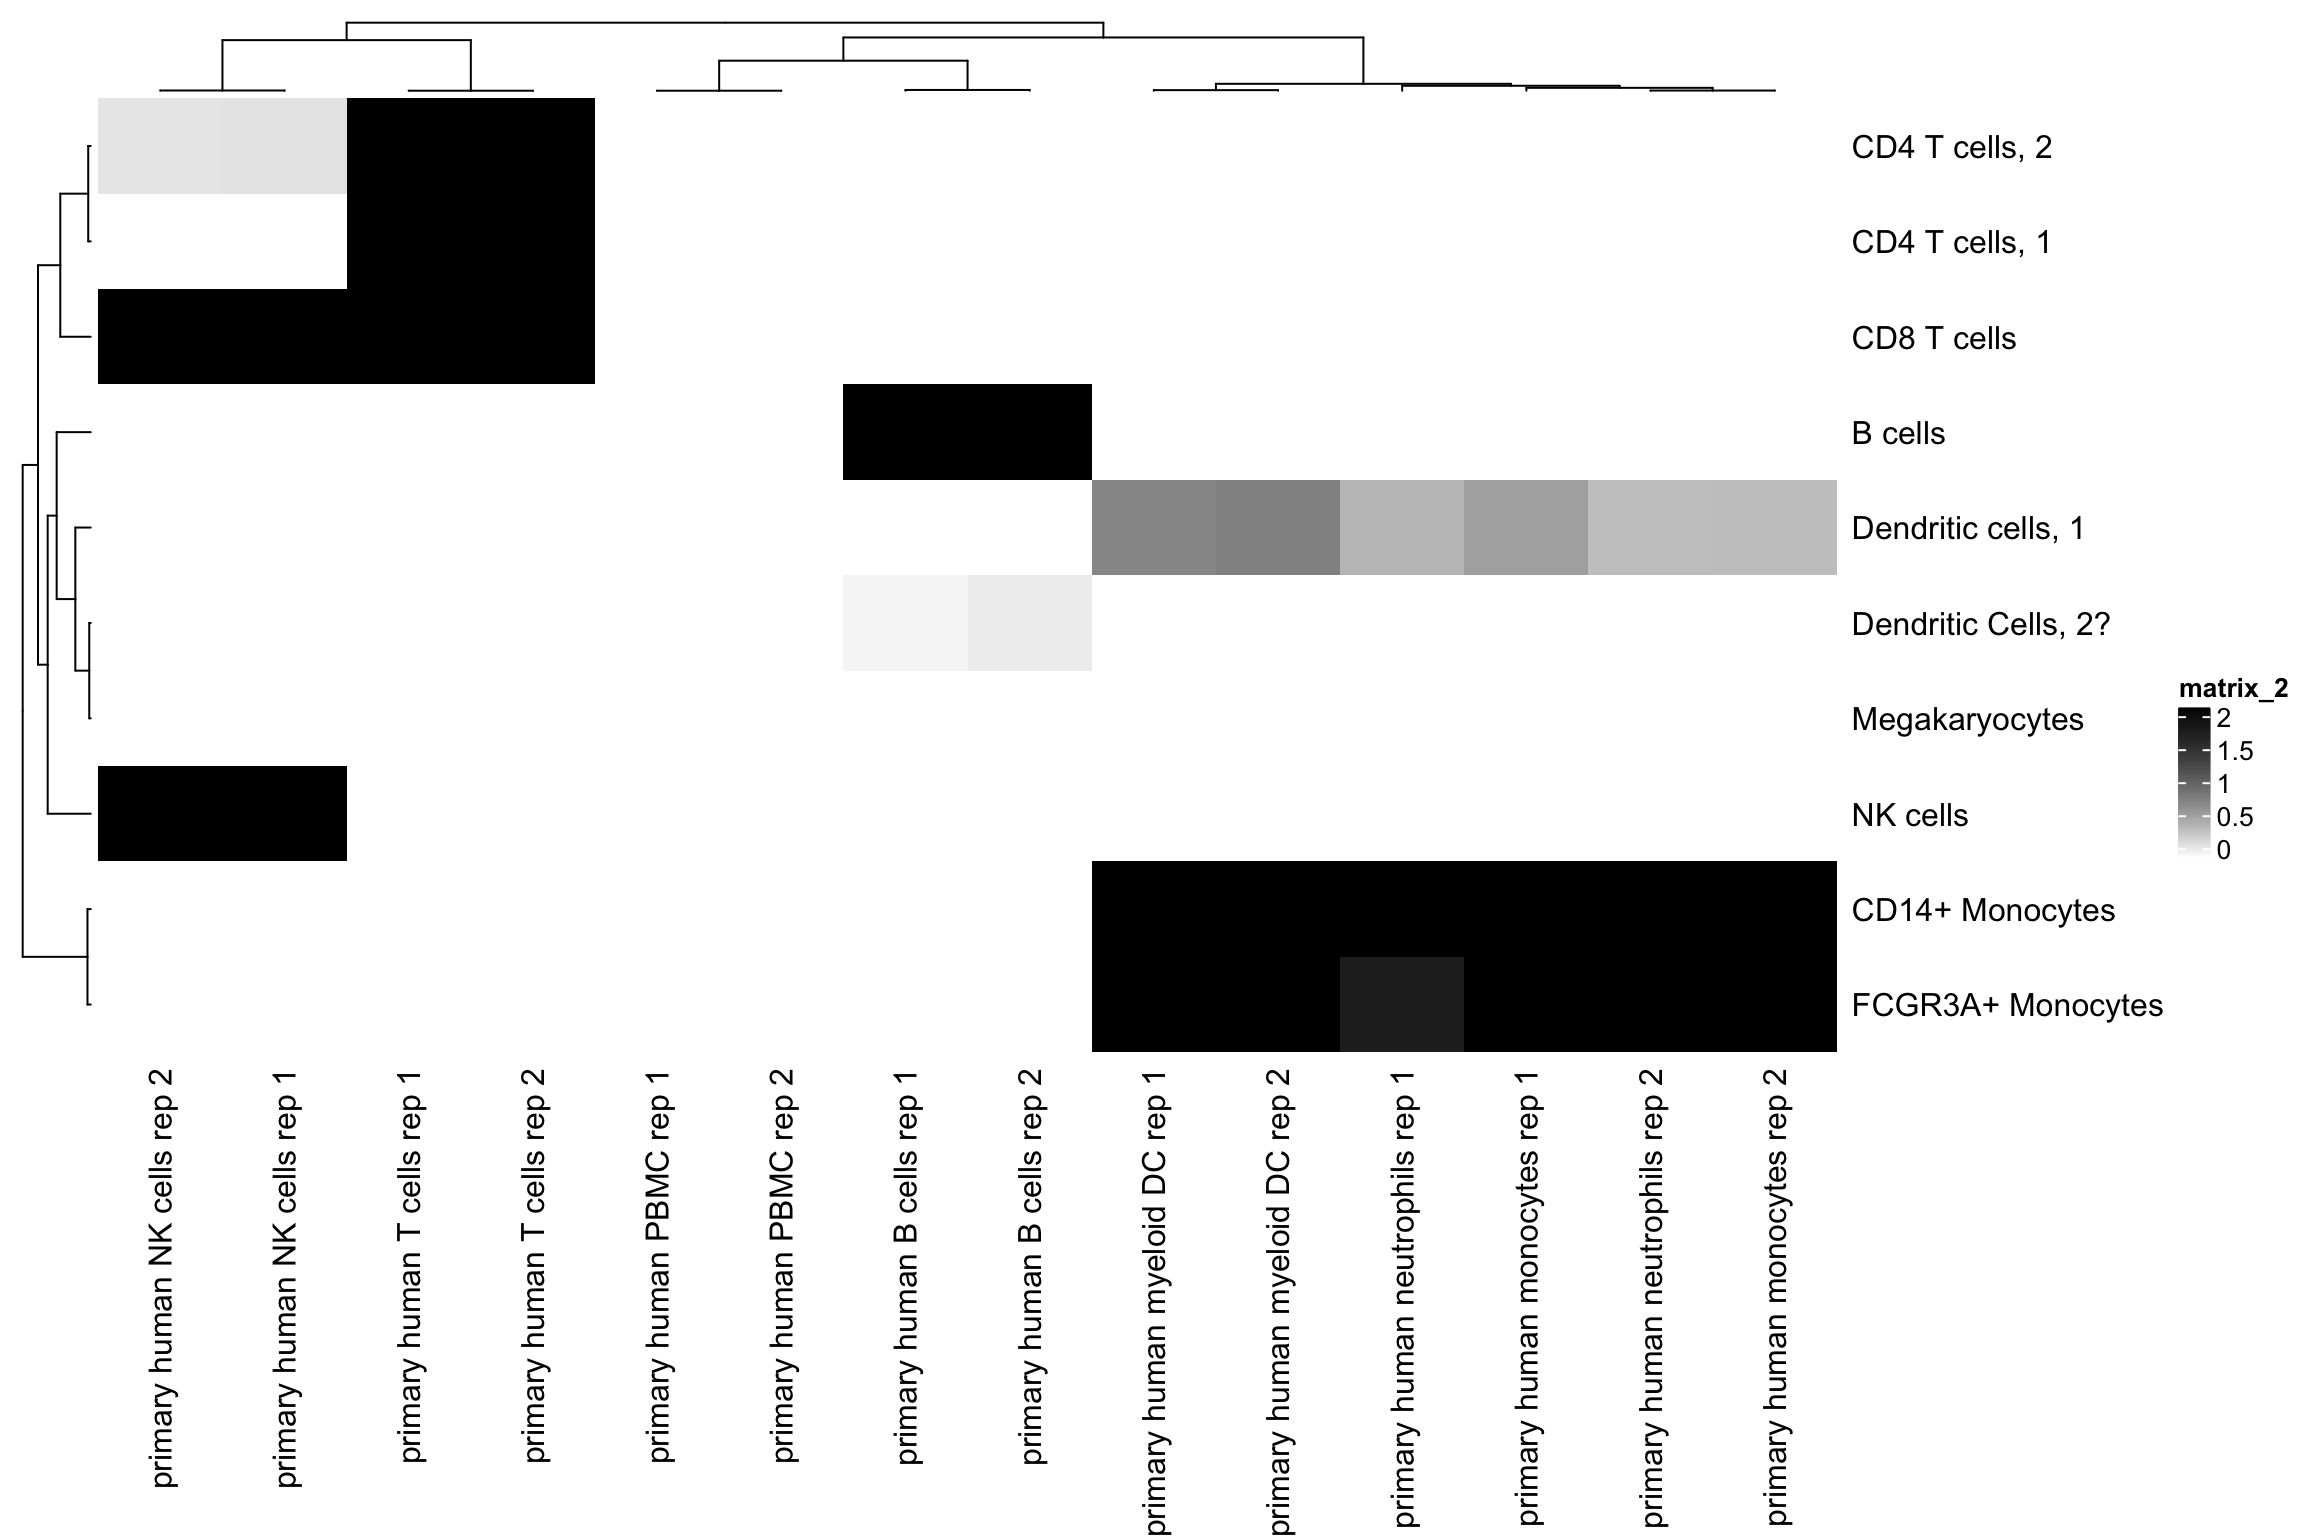 CD4 T cells, 2
CD4 T cells, 1
CD8 T cells
B cells
Dendritic cells, 1
Dendritic Cells, 2?
Megakaryocytes
NK cells
CD14+ Monocytes
FCGR3A+ Monocytes
matrix_2
2
1.5
1
0.5
0
primary human NK cells rep 2
primary human NK cells rep 1
primary human T cells rep 1
primary human T cells rep 2
primary human PBMC rep 1
primary human PBMC rep 2
primary human B cells rep 1
primary human B cells rep 2
primary human myeloid DC rep 1
primary human myeloid DC rep 2
primary human neutrophils rep 1
primary human monocytes rep 1
primary human neutrophils rep 2
primary human monocytes rep 2